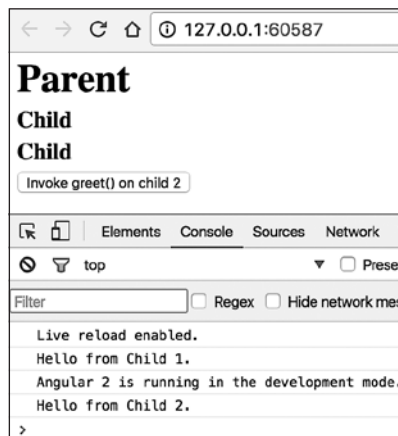 127.0.0.1:60587
Parent
Child
Child
Invoke greet() on child 2
Elements Console Sources Network
top Prese
Filter Regex Hide network mes
Live reload enabled.
Hello from Child 1.
Angular 2 is running in the development mode.
Hello from Child 2.
>